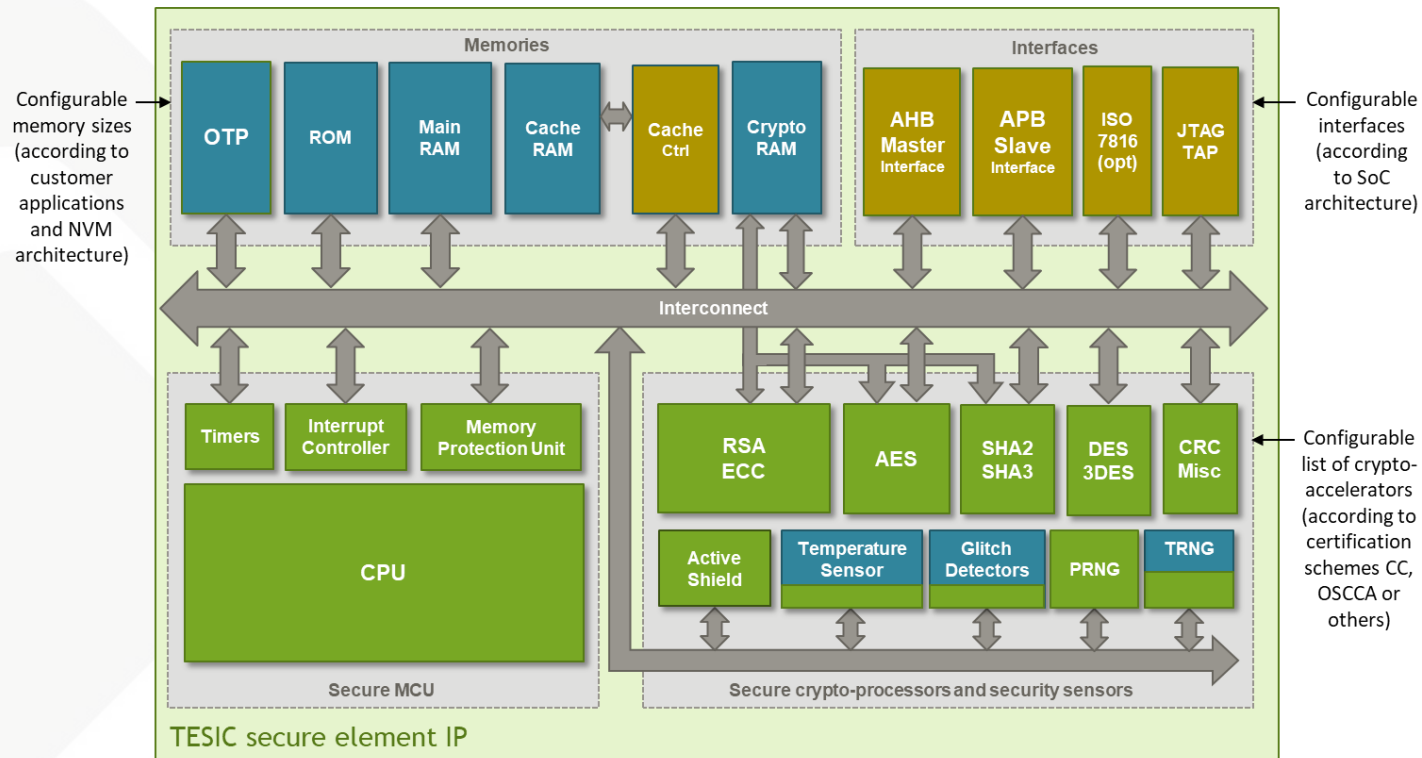 Memories
Interfaces
Configurable
memory sizes
(according to
customer
applications
and NVM
architecture)
OTP
ROM
Main
RAM
Cache
RAM
Cache
Ctrl
Crypto
RAM
AHB
Master
Interface
APB
Slave
Interface
ISO
7816
(opt)
JTAG
TAP
Configurable
interfaces
(according
to SoC
architecture)
Interconnect
Timers
Interrupt
Controller
Memory
Protection Unit
CPU
Secure MCU
RSA
ECC
AES
SHA2
SHA3
DES
3DES
CRC
Misc
Active
Shield
Temperature
Sensor
Glitch
Detectors
PRNG
TRNG
Secure crypto-processors and security sensors
Configurable
list of crypto-
accelerators
(according to
certification
schemes CC,
OSCCA or
others)
TESIC secure element IP